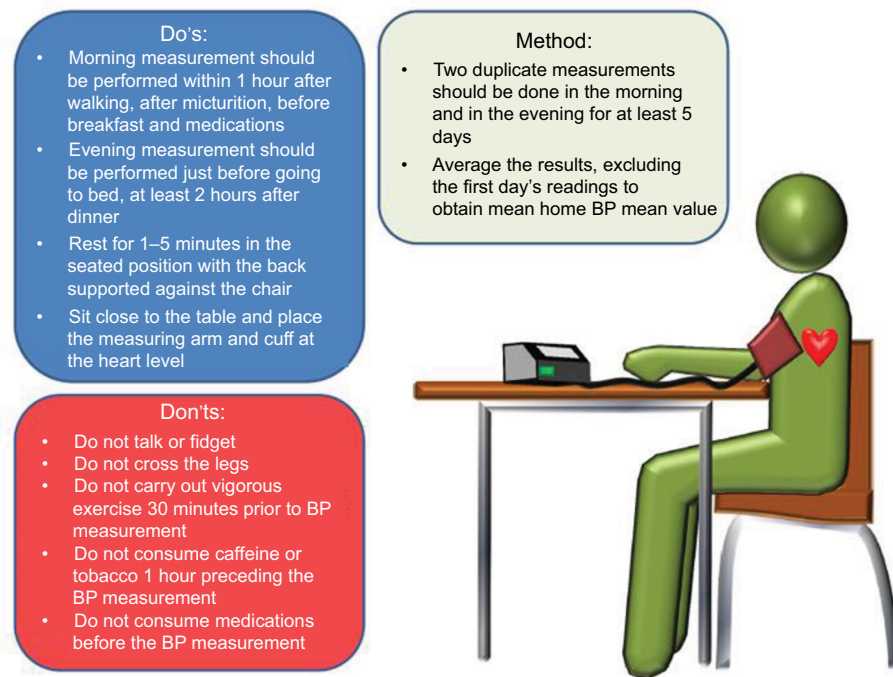 Do's:
• Morning measurement should
be performed within 1 hour after
walking, after micturition, before
breakfast and medications
• Evening measurement should
be performed just before going
to bed, at least 2 hours after
dinner
• Rest for 1–5 minutes in the
seated position with the back
supported against the chair
• Sit close to the table and place
the measuring arm and cuff at
the heart level
Method:
• Two duplicate measurements
should be done in the morning
and in the evening for at least 5
days
• Average the results, excluding
the first day's readings to
obtain mean home BP mean value
Don'ts:
• Do not talk or fidget
• Do not cross the legs
• Do not carry out vigorous
exercise 30 minutes prior to BP
measurement
• Do not consume caffeine or
tobacco 1 hour preceding the
BP measurement
• Do not consume medications
before the BP measurement